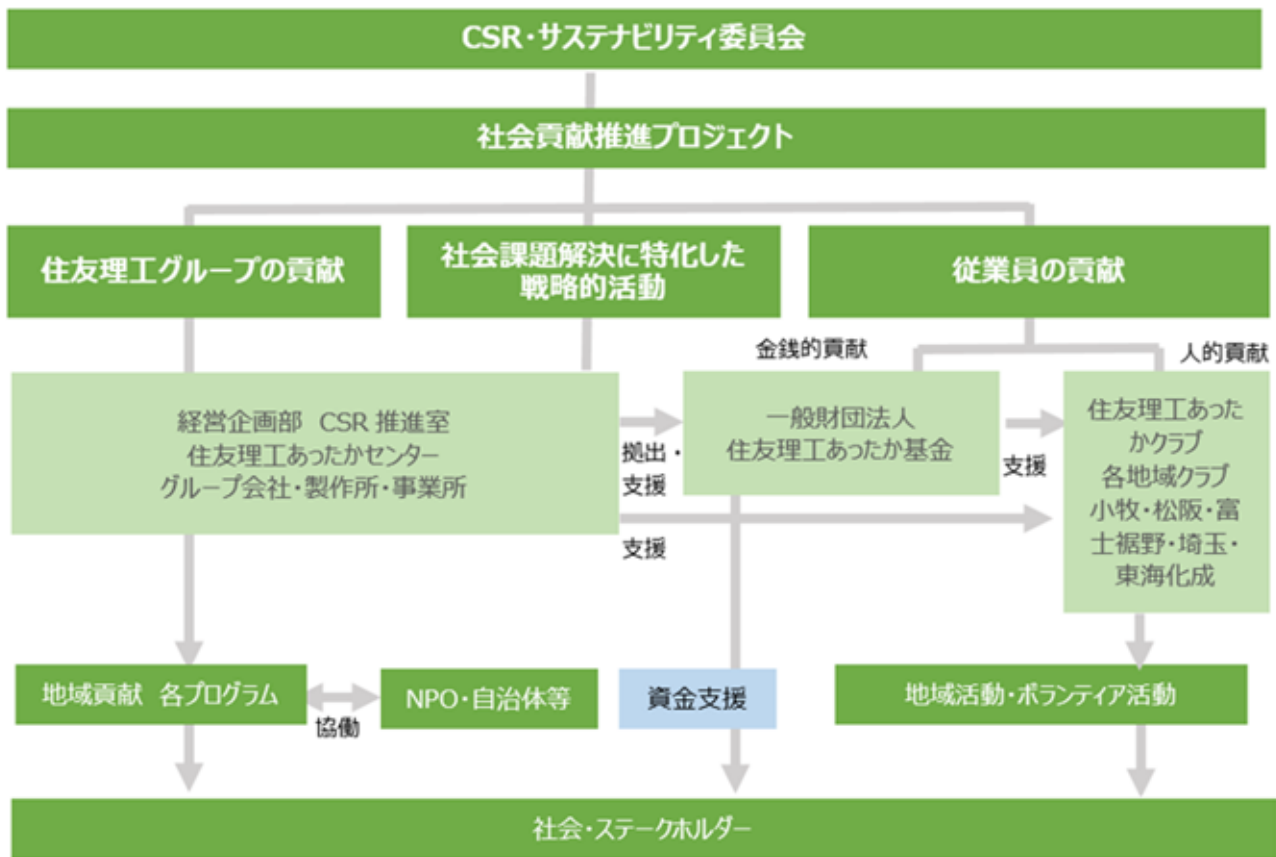 CSR・サステナビリティ委員会
社会貢献推進プロジェクト
住友理工グループの貢献
社会課題解決に特化した
戦略的活動
従業員の貢献
金銭的貢献
人的貢献
経営企画部 CSR 推進室
住友理工あったかセンター
グループ会社・製作所・事業所
拠出・
支援
一般財団法人
住友理工あったか基金
支援
住友理工あった
かクラブ
各地域クラブ
小牧・松阪・富
士裾野・埼玉・
東海化成
支援
地域貢献 各プログラム
協働
NPO・自治体等
資金支援
地域活動・ボランティア活動
社会・ステークホルダー